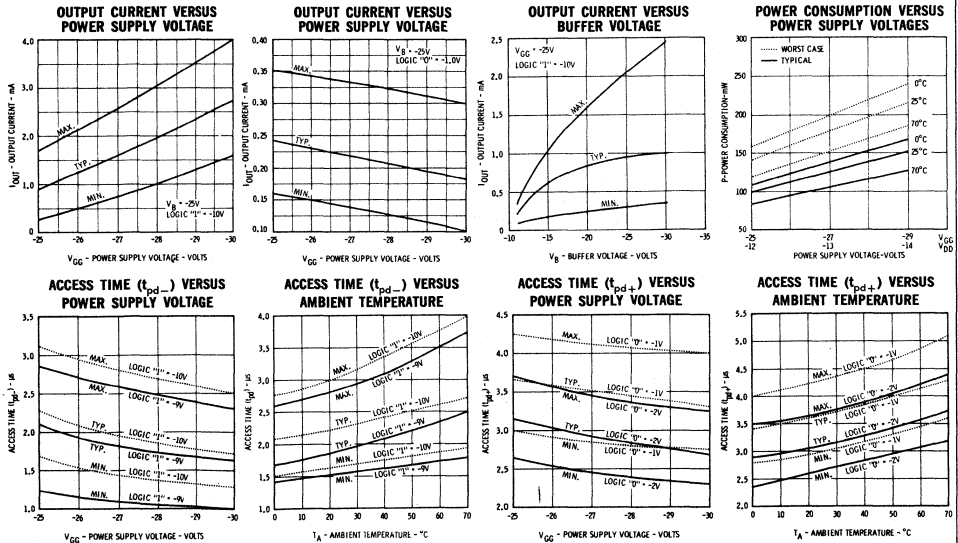 OUTPUT CURRENT VERSUS
POWER SUPPLY VOLTAGE
I_OUT - OUTPUT CURRENT - mA
4.0
3.0
2.0
1.0
0
MAX.
TYP.
MIN.
V_B = -25V
LOGIC "1" = -10V
-25 -26 -27 -28 -29 -30
V_GG - POWER SUPPLY VOLTAGE - VOLTS
OUTPUT CURRENT VERSUS
POWER SUPPLY VOLTAGE
I_OUT - OUTPUT CURRENT - mA
0.40
0.35
0.30
0.25
0.20
0.15
0.10
V_B = -25V
LOGIC "0" = -1.0V
MAX.
TYP.
MIN.
-25 -26 -27 -28 -29 -30
V_GG - POWER SUPPLY VOLTAGE - VOLTS
OUTPUT CURRENT VERSUS
BUFFER VOLTAGE
I_OUT - OUTPUT CURRENT - mA
2.5
2.0
1.5
1.0
0.5
0
V_GG = -25V
LOGIC "1" = -10V
MAX.
TYP.
MIN.
-10 -15 -20 -25 -30 -35
V_B - BUFFER VOLTAGE - VOLTS
POWER CONSUMPTION VERSUS
POWER SUPPLY VOLTAGES
P-POWER CONSUMPTION-mW
300
250
200
150
100
50
WORST CASE
TYPICAL
0°C
25°C
70°C
0°C
25°C
70°C
-25 -27 -29 V_GG
-12 -13 -14 V_DD
POWER SUPPLY VOLTAGE-VOLTS
ACCESS TIME (t_pd-) VERSUS
POWER SUPPLY VOLTAGE
ACCESS TIME (t_pd-) - µs
3.5
3.0
2.5
2.0
1.5
1.0
MAX.
LOGIC "1" = -10V
MAX.
LOGIC "1" = -9V
TYP.
LOGIC "1" = -10V
TYP.
LOGIC "1" = -9V
MIN.
LOGIC "1" = -10V
MIN.
LOGIC "1" = -9V
-25 -26 -27 -28 -29 -30
V_GG - POWER SUPPLY VOLTAGE - VOLTS
ACCESS TIME (t_pd-) VERSUS
AMBIENT TEMPERATURE
ACCESS TIME (t_pd-) - µs
4.0
3.5
3.0
2.5
2.0
1.5
1.0
LOGIC "1" = -10V
MAX.
MAX.
LOGIC "1" = -9V
TYP.
LOGIC "1" = -10V
TYP.
LOGIC "1" = -9V
MIN.
LOGIC "1" = -10V
MIN.
LOGIC "1" = -9V
0 10 20 30 40 50 60 70
T_A - AMBIENT TEMPERATURE - °C
ACCESS TIME (t_pd+) VERSUS
POWER SUPPLY VOLTAGE
ACCESS TIME (t_pd+) - µs
4.5
4.0
3.5
3.0
2.5
2.0
MAX.
LOGIC "0" = -1V
TYP.
LOGIC "0" = -1V
MAX.
LOGIC "0" = -2V
TYP.
LOGIC "0" = -2V
MIN.
LOGIC "0" = -1V
MIN.
LOGIC "0" = -2V
-25 -26 -27 -28 -29 -30
V_GG - POWER SUPPLY VOLTAGE - VOLTS
ACCESS TIME (t_pd+) VERSUS
AMBIENT TEMPERATURE
ACCESS TIME (t_pd+) - µs
5.5
5.0
4.5
4.0
3.5
3.0
2.5
2.0
MAX.
LOGIC "0" = -1V
MAX.
LOGIC "0" = -2V
TYP.
LOGIC "0" = -1V
TYP.
LOGIC "0" = -2V
MIN.
LOGIC "0" = -1V
MIN.
LOGIC "0" = -2V
0 10 20 30 40 50 60 70
T_A - AMBIENT TEMPERATURE - °C